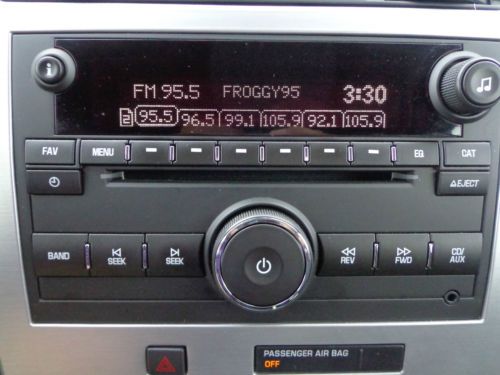 i
FM 95.5 FROGGY95 3:30
2 95.5 96.5 99.1 105.9 92.1 105.9
FAV MENU EQ CAT
EJECT
BAND SEEK SEEK REV FWD CD/AUX
PASSENGER AIR BAG
OFF